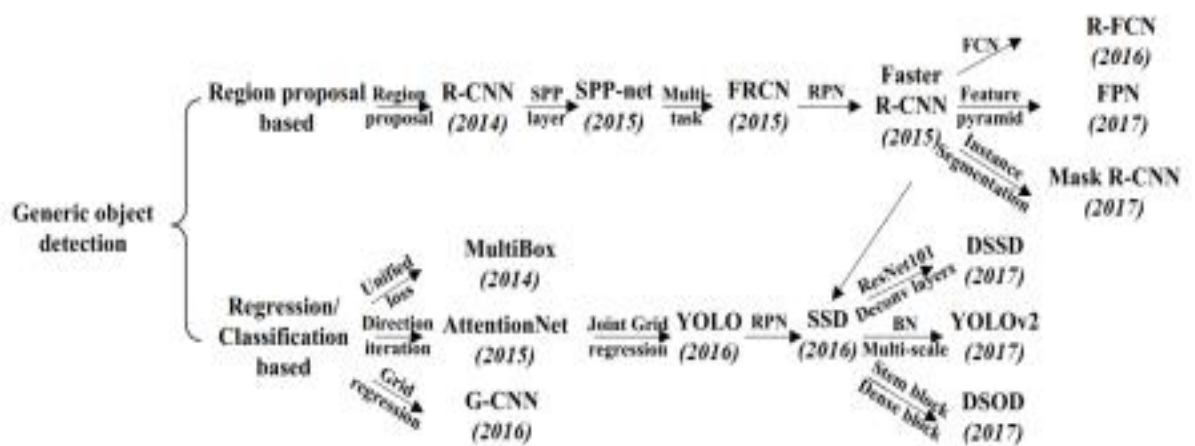 Generic object
detection
Region proposal
based
Region
proposal
R-CNN
(2014)
SPP
layer
SPP-net
(2015)
Multi-
task
FRCN
(2015)
RPN
Faster
R-CNN
(2015)
FCN
R-FCN
(2016)
Feature
pyramid
FPN
(2017)
Instance
Segmentation
Mask R-CNN
(2017)
Regression/
Classification
based
Unified
loss
MultiBox
(2014)
Direction
iteration
AttentionNet
(2015)
Grid
regression
G-CNN
(2016)
Joint Grid
regression
YOLO
(2016)
RPN
SSD
(2016)
ResNet101
Deconv layers
DSSD
(2017)
BN
Multi-scale
YOLOv2
(2017)
Stem block
Dense block
DSOD
(2017)